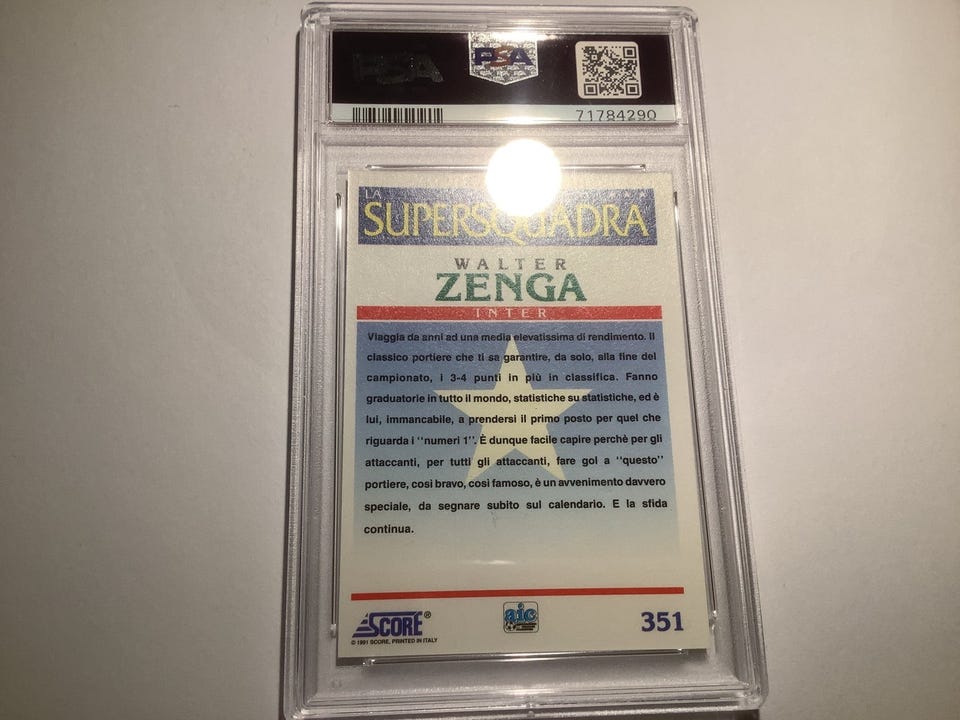 PSA
PSA
71784290
LA
SUPERSQUADRA
WALTER
ZENGA
INTER
Viaggia da anni ad una media elevatissima di rendimento. Il
classico portiere che ti sa garantire, da solo, alla fine del
campionato, i 3-4 punti in più in classifica. Fanno
graduatorie in tutto il mondo, statistiche su statistiche, ed è
lui, immancabile, a prendersi il primo posto per quel che
riguarda i ''numeri 1''. È dunque facile capire perchè per gli
attaccanti, per tutti gli attaccanti, fare gol a ''questo''
portiere, cosi bravo, così famoso, è un avvenimento davvero
speciale, da segnare subito sul calendario. E la sfida
continua.
SCORE®
© 1991 SCORE, PRINTED IN ITALY
aic
351